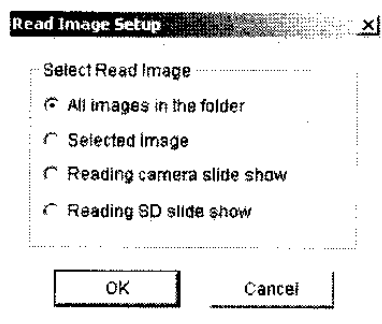 Read Image Setup
Select Read Image
All images in the folder
Selected Image
Reading camera slide show
Reading SD slide show
OK
Cancel